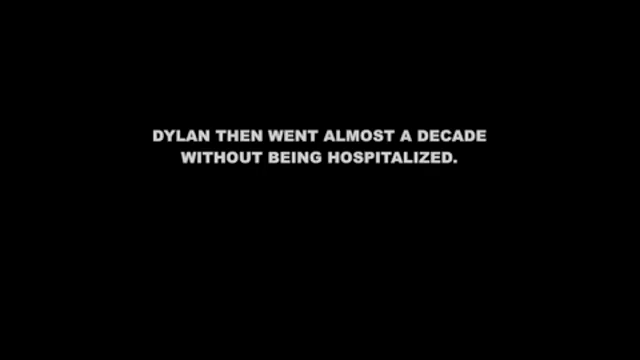 DYLAN THEN WENT ALMOST A DECADE
WITHOUT BEING HOSPITALIZED.